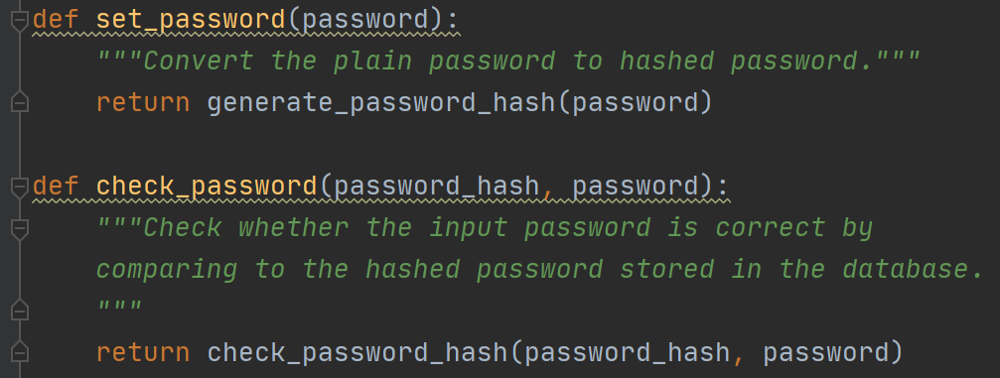 def set_password(password):
    """Convert the plain password to hashed password."""
    return generate_password_hash(password)
def check_password(password_hash, password):
    """Check whether the input password is correct by
    comparing to the hashed password stored in the database.
    """
    return check_password_hash(password_hash, password)